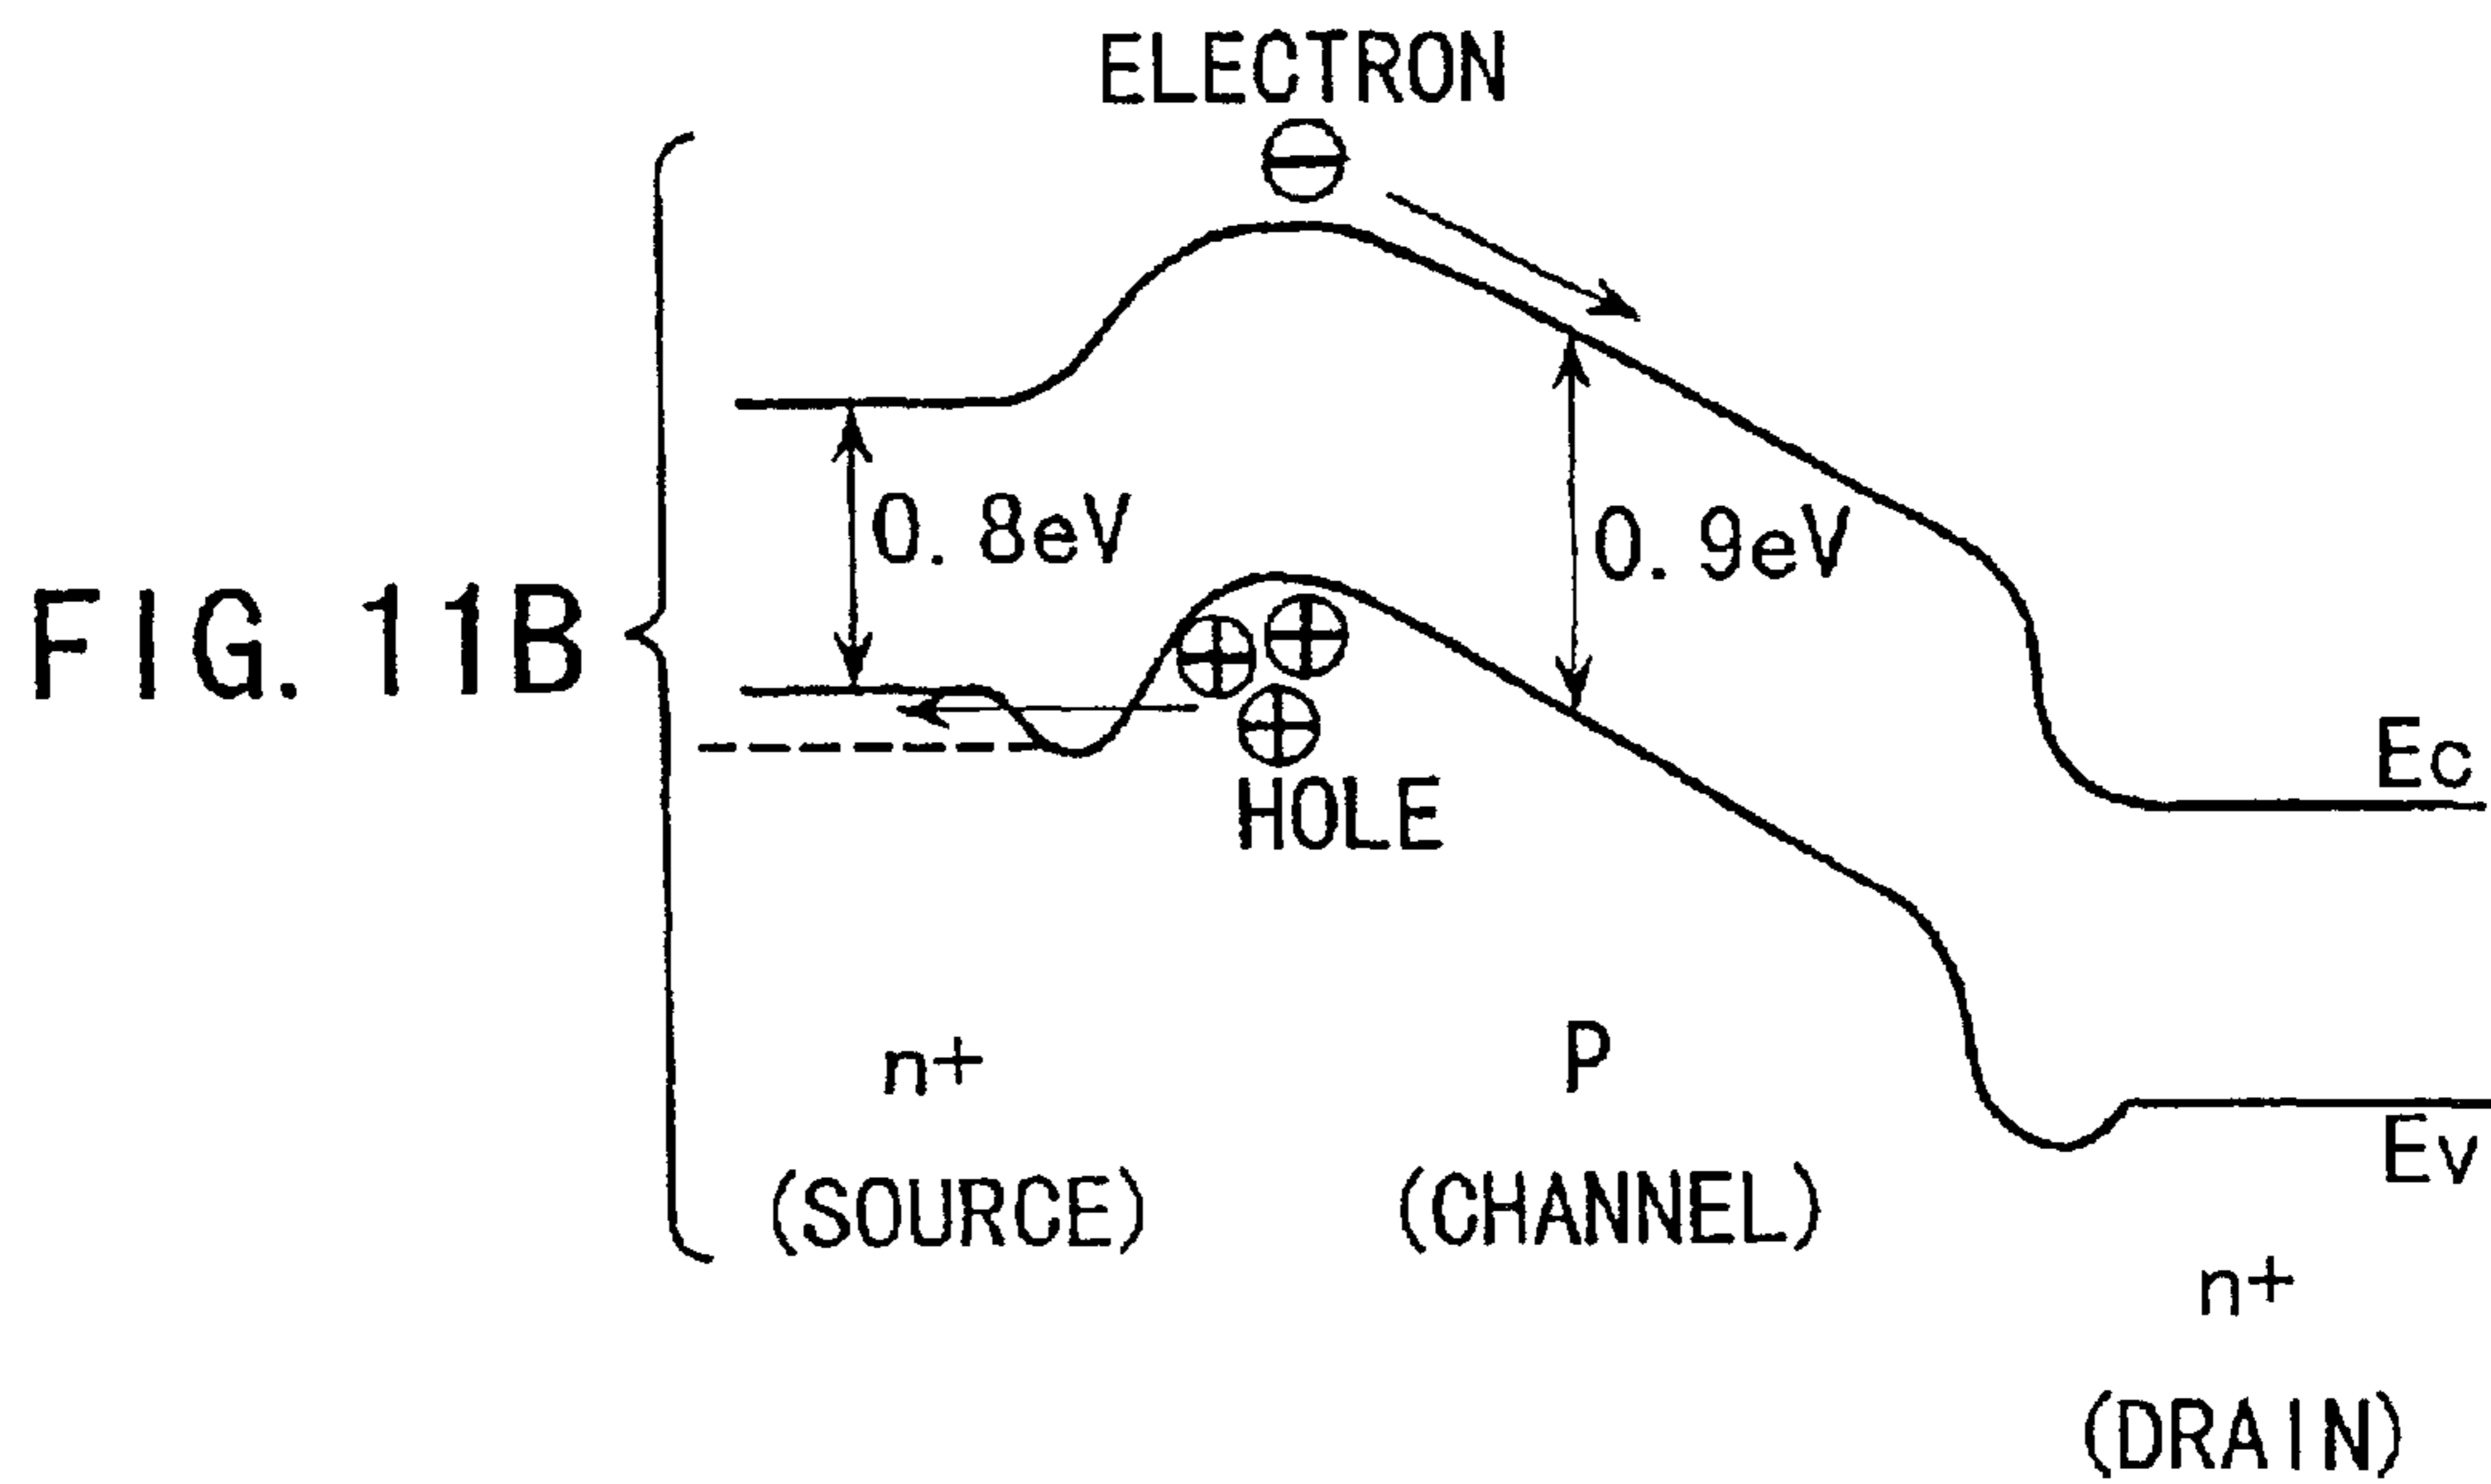 ELECTRON
0.8eV
0.9eV
FIG. 11B
Ec
HOLE
n+
P
Ev
(SOURCE)
(CHANNEL)
n+
(DRAIN)